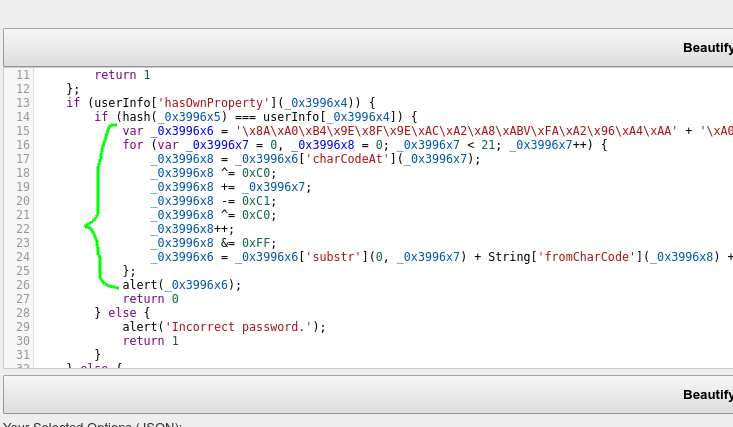 Beautify
11 return 1
12 };
13 if (userInfo['hasOwnProperty'](_0x3996x4)) {
14 if (hash(_0x3996x5) === userInfo[_0x3996x4]) {
15 var _0x3996x6 = '\x8A\xA0\xB4\x9E\x8F\x9E\xAC\xA2\xA8\xABV\xFA\xA2\x96\xA4\xAA' + '\xA0
16 for (var _0x3996x7 = 0, _0x3996x8 = 0; _0x3996x7 < 21; _0x3996x7++) {
17 _0x3996x8 = _0x3996x6['charCodeAt'](_0x3996x7);
18 _0x3996x8 ^= 0xC0;
19 _0x3996x8 += _0x3996x7;
20 _0x3996x8 -= 0xC1;
21 _0x3996x8 ^= 0xC0;
22 _0x3996x8++;
23 _0x3996x8 &= 0xFF;
24 _0x3996x6 = _0x3996x6['substr'](0, _0x3996x7) + String['fromCharCode'](_0x3996x8) +
25 };
26 alert(_0x3996x6);
27 return 0
28 } else {
29 alert('Incorrect password.');
30 return 1
31 }
32 } else {
Beautify
Your Selected Options (JSON):